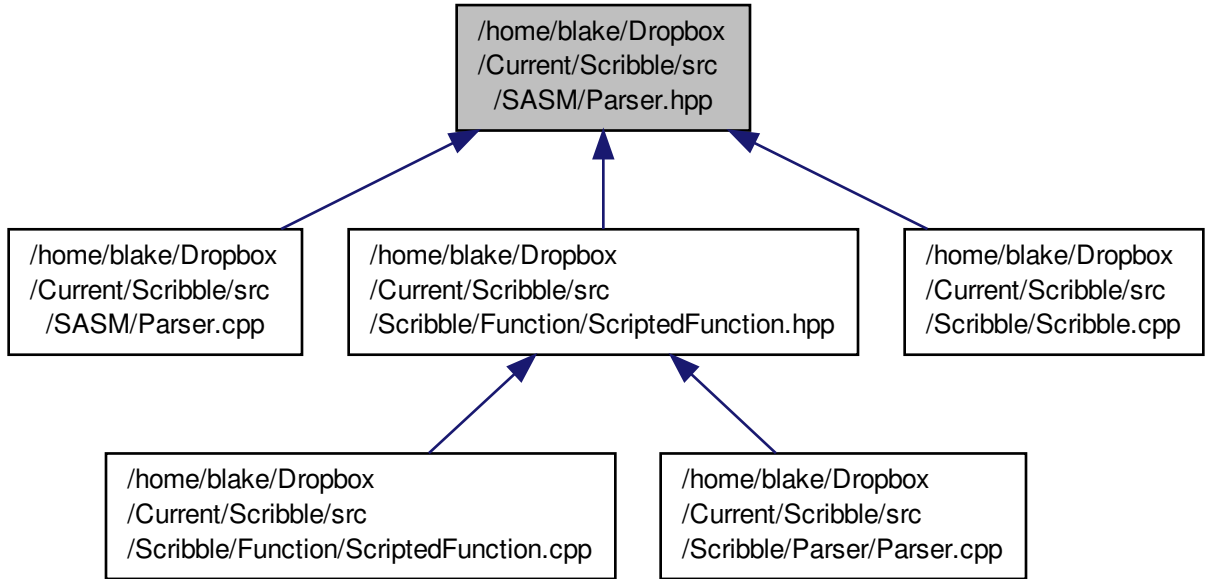 /home/blake/Dropbox
/Current/Scribble/src
/SASM/Parser.hpp
/home/blake/Dropbox
/Current/Scribble/src
/SASM/Parser.cpp
/home/blake/Dropbox
/Current/Scribble/src
/Scribble/Function/ScriptedFunction.hpp
/home/blake/Dropbox
/Current/Scribble/src
/Scribble/Scribble.cpp
/home/blake/Dropbox
/Current/Scribble/src
/Scribble/Function/ScriptedFunction.cpp
/home/blake/Dropbox
/Current/Scribble/src
/Scribble/Parser/Parser.cpp